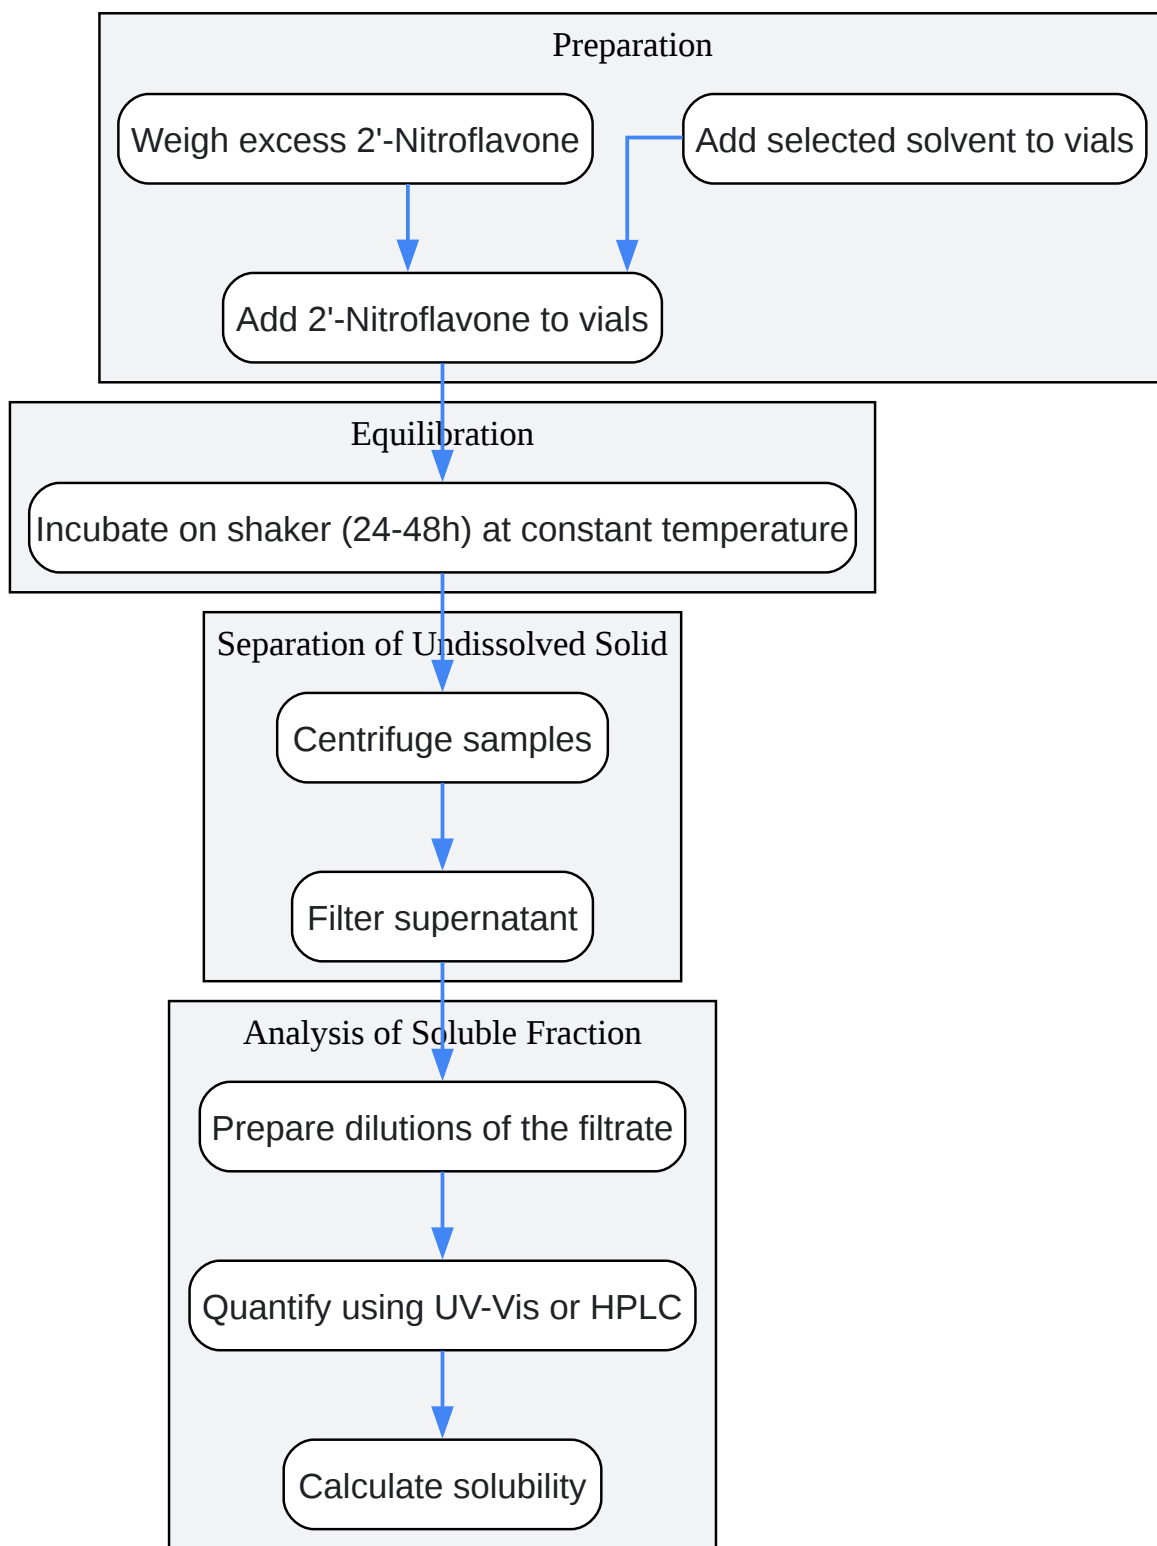 Preparation
Weigh excess 2'-Nitroflavone
Add selected solvent to vials
Add 2'-Nitroflavone to vials
Equilibration
Incubate on shaker (24-48h) at constant temperature
Separation of Undissolved Solid
Centrifuge samples
Filter supernatant
Analysis of Soluble Fraction
Prepare dilutions of the filtrate
Quantify using UV-Vis or HPLC
Calculate solubility